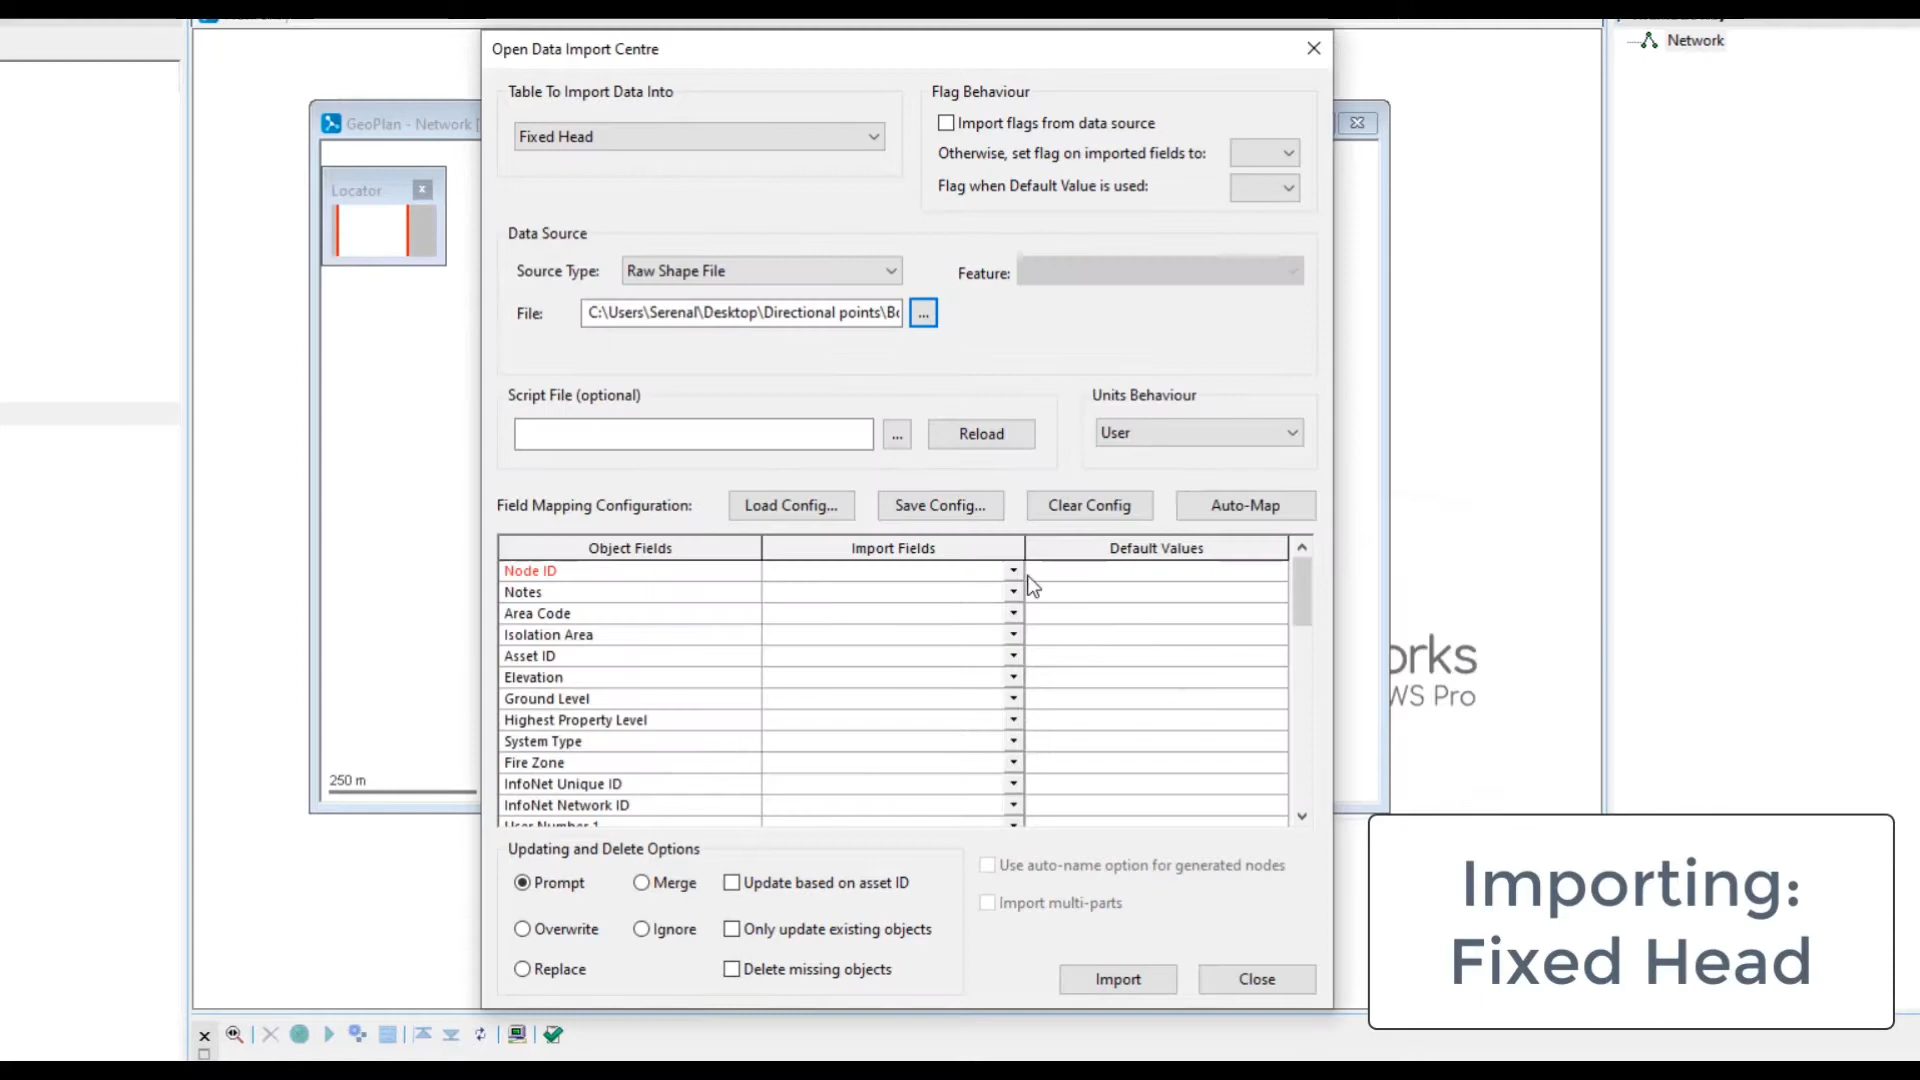 Network
Open Data Import Centre
Table To Import Data Into
Fixed Head
Flag Behaviour
Import flags from data source
Otherwise, set flag on imported fields to:
Flag when Default Value is used:
GeoPlan - Network [
Locator
x
250 m
Data Source
Source Type:
Raw Shape File
Feature:
File:
C:\Users\Serenal\Desktop\Directional points\Bo
...
Script File (optional)
...
Reload
Units Behaviour
User
Field Mapping Configuration:
Load Config...
Save Config...
Clear Config
Auto-Map
Object Fields
Import Fields
Default Values
Node ID
Notes
Area Code
Isolation Area
Asset ID
Elevation
Ground Level
Highest Property Level
System Type
Fire Zone
InfoNet Unique ID
InfoNet Network ID
User Number 1
orks
WS Pro
Updating and Delete Options
Prompt
Merge
Update based on asset ID
Overwrite
Ignore
Only update existing objects
Replace
Delete missing objects
Use auto-name option for generated nodes
Import multi-parts
Import
Close
Importing:
Fixed Head